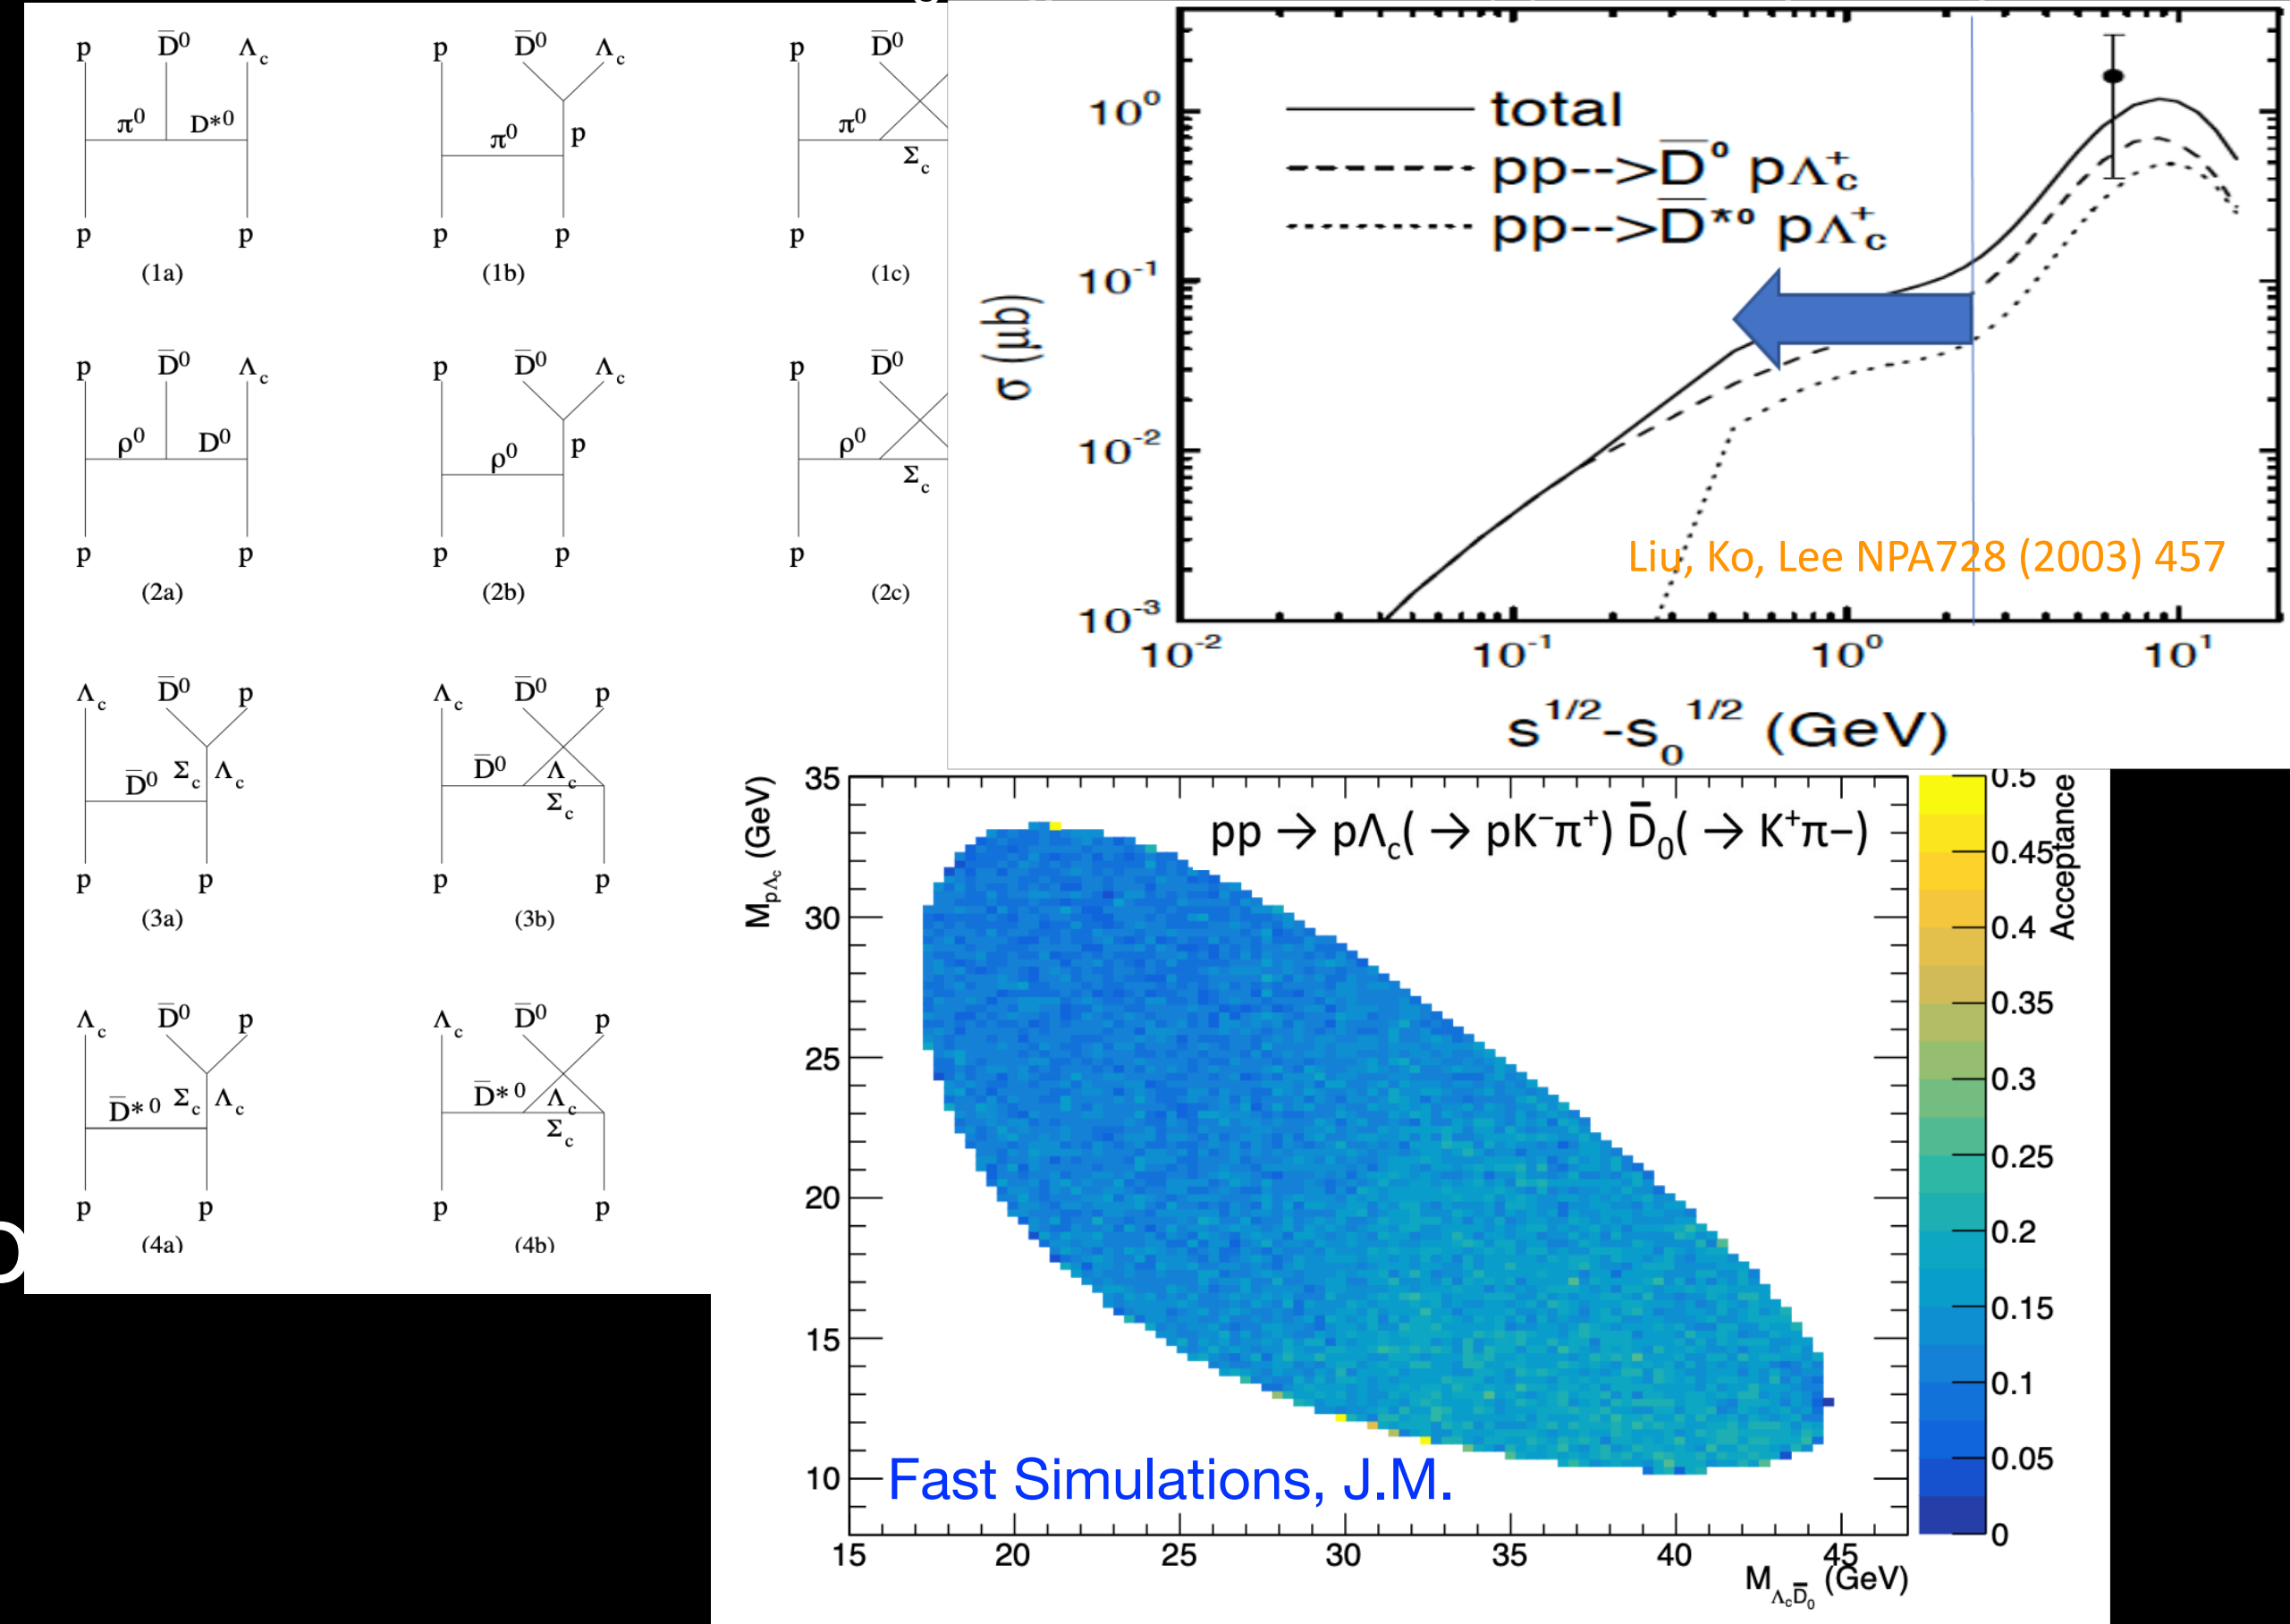 p D̅⁰ Λc p D̅⁰ Λc p D̅⁰
π⁰ D*⁰ π⁰ p π⁰ Σc
p p p p p
(1a) (1b) (1c)
p D̅⁰ Λc p D̅⁰ Λc p D̅⁰
ρ⁰ D⁰ ρ⁰ p ρ⁰ Σc
p p p p p
(2a) (2b) (2c)
Λc D̅⁰ p Λc D̅⁰ p
D̅⁰ Σc Λc D̅⁰ Λc Σc
p p p p
(3a) (3b)
Λc D̅⁰ p Λc D̅⁰ p
D̅*⁰ Σc Λc D̅*⁰ Λc Σc
p p p p
(4a) (4b)
total
pp-->D̅⁰ pΛc⁺
pp-->D̅*⁰ pΛc⁺
σ (μb)
10⁰
10⁻¹
10⁻²
10⁻³
Liu, Ko, Lee NPA728 (2003) 457
10⁻² 10⁻¹ 10⁰ 10¹
s^1/2-s₀^1/2 (GeV)
M_pΛc (GeV)
35
30
25
20
15
10
pp → pΛc( → pK⁻π⁺) D̅₀( → K⁺π−)
Fast Simulations, J.M.
15 20 25 30 35 40 45
M_ΛcD̅₀ (GeV)
Acceptance
0.5
0.45
0.4
0.35
0.3
0.25
0.2
0.15
0.1
0.05
0